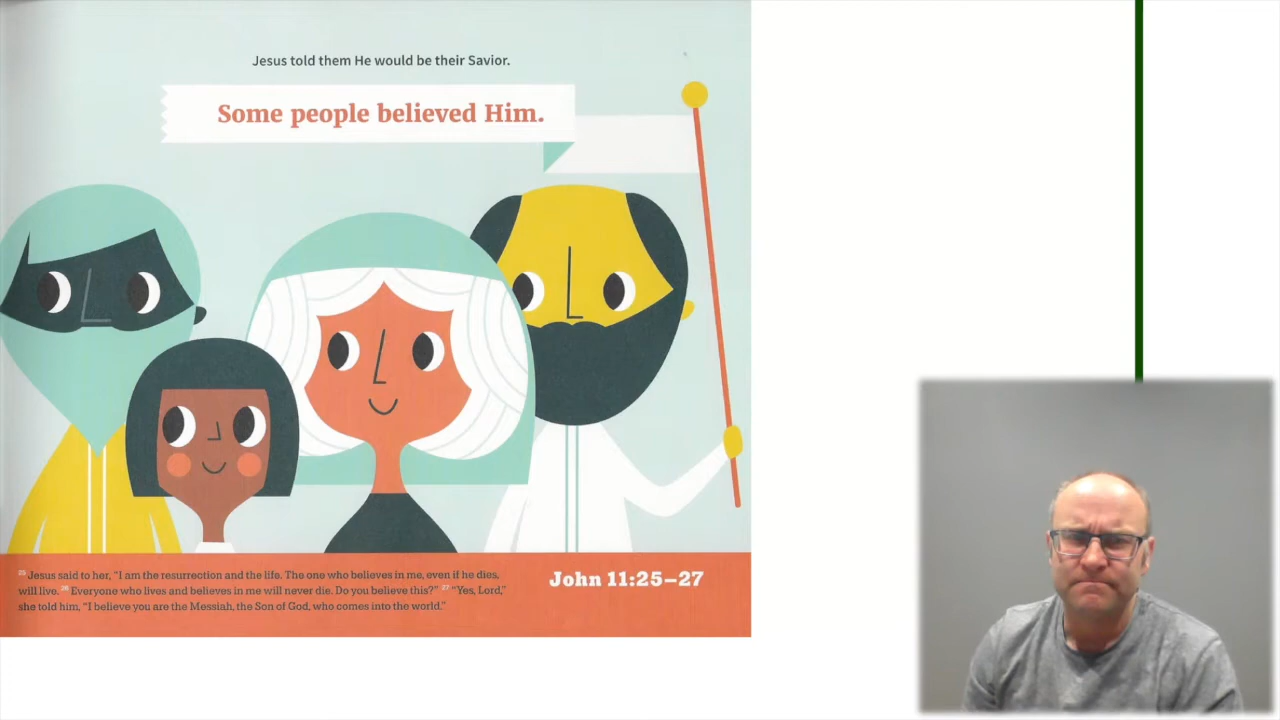 Jesus told them He would be their Savior.
Some people believed Him.
25 Jesus said to her, “I am the resurrection and the life. The one who believes in me, even if he dies,
will live. 26 Everyone who lives and believes in me will never die. Do you believe this?” 27 “Yes, Lord,”
she told him, “I believe you are the Messiah, the Son of God, who comes into the world.”
John 11:25–27